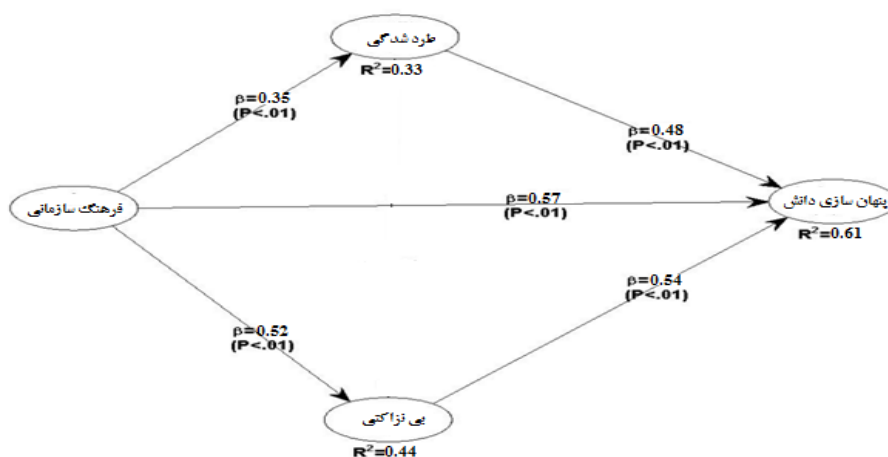 طرد شدگی
R²=0.33
β=0.35
(P<.01)
β=0.48
(P<.01)
فرهنگ سازمانی
β=0.57
(P<.01)
پنهان سازی دانش
R²=0.61
β=0.54
(P<.01)
β=0.52
(P<.01)
بی نزاکتی
R²=0.44